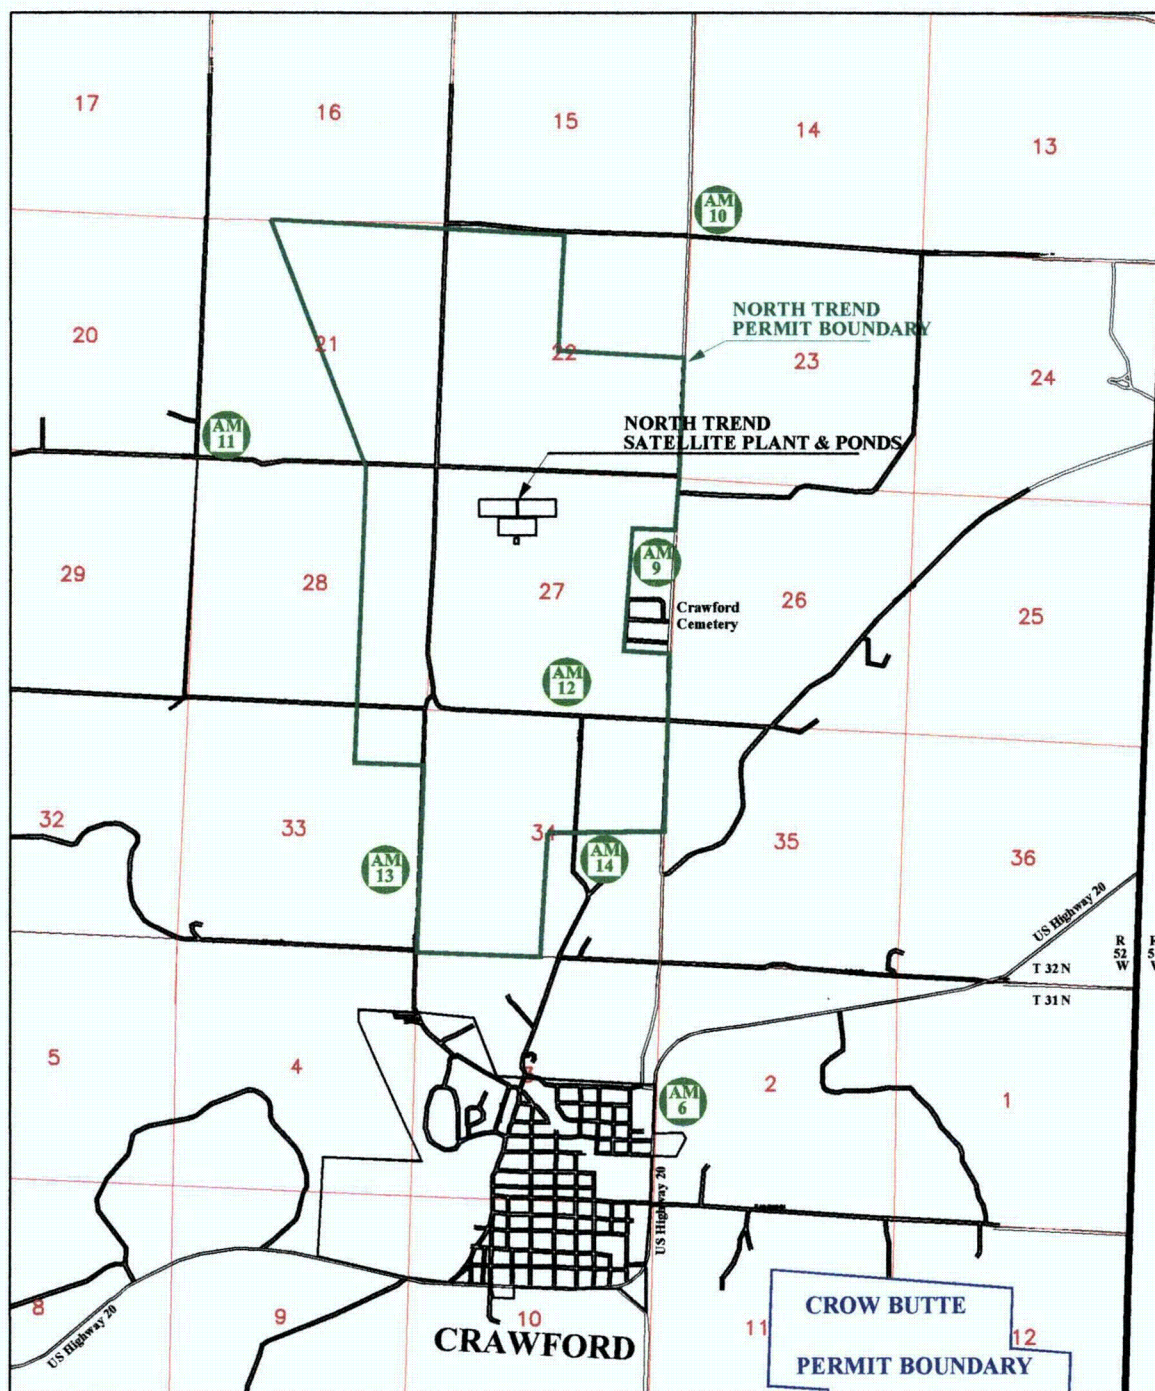 17
16
15
14
13
AM
10
NORTH TREND
PERMIT BOUNDARY
20
21
22
23
24
AM
11
NORTH TREND
SATELLITE PLANT & PONDS
AM
9
29
28
27
26
25
Crawford
Cemetery
AM
12
32
33
34
35
36
AM
13
AM
14
US Highway 20
R
52
W
T 32 N
T 31 N
5
4
3
2
1
AM
6
US Highway 20
8
9
10
11
12
US Highway 20
CRAWFORD
CROW BUTTE
PERMIT BOUNDARY